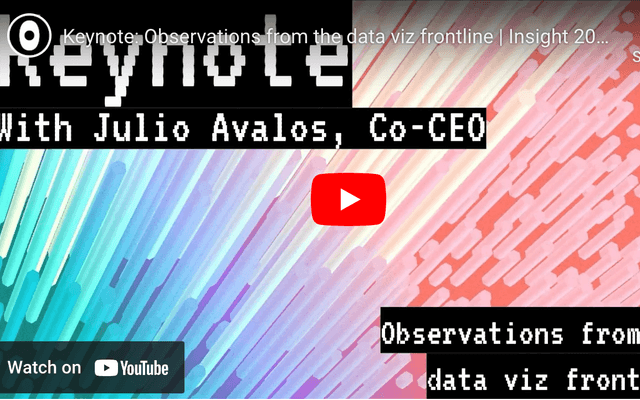 Keynote: Observations from the data viz frontline | Insight 20...
Keynote
With Julio Avalos, Co-CEO
Observations from
data viz front
Watch on YouTube